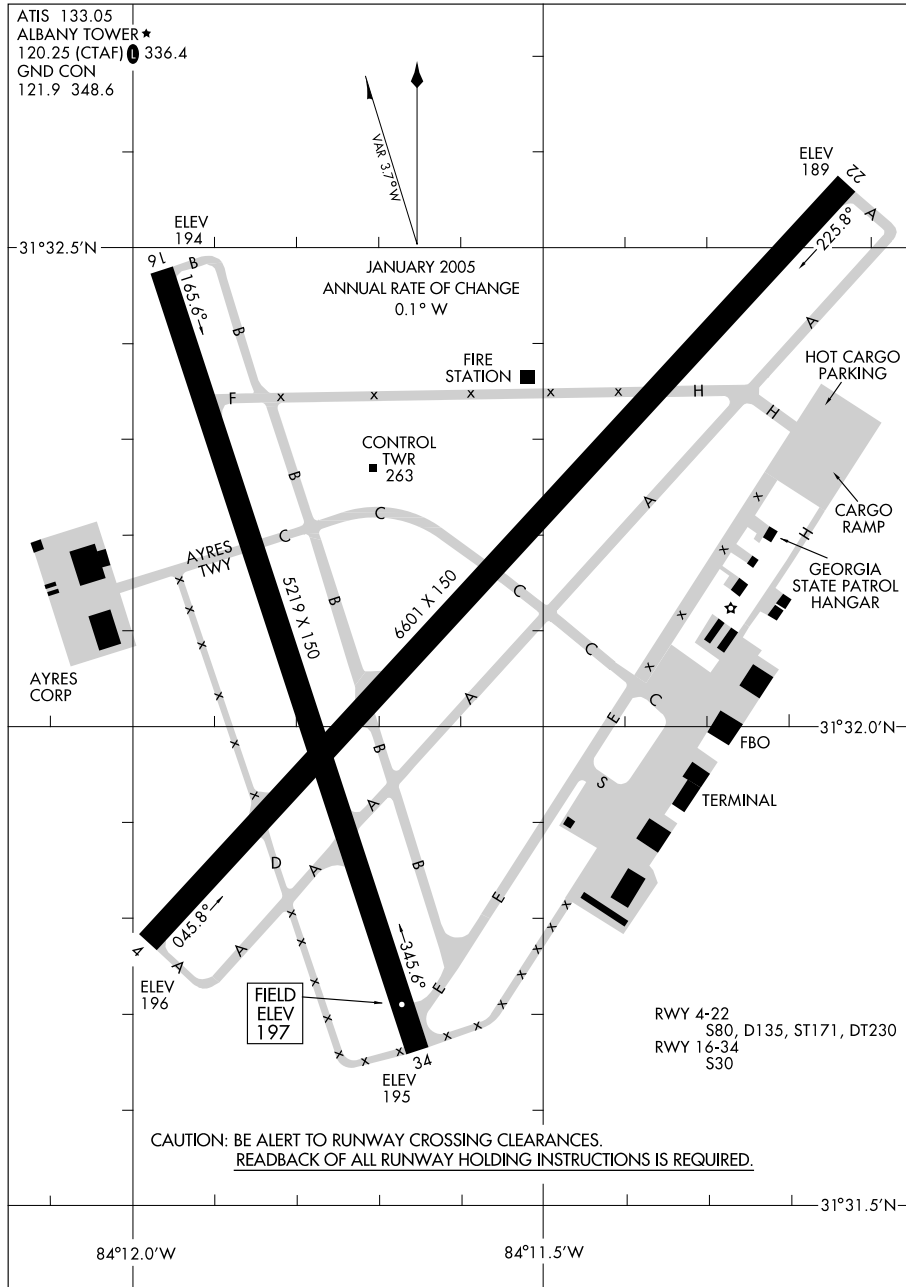 ATIS 133.05
ALBANY TOWER★
120.25 (CTAF) L 336.4
GND CON
121.9 348.6
VAR 3.7°W
ELEV
189
22
A
225.8°
ELEV
194
31°32.5'N
16
B
165.6°
JANUARY 2005
ANNUAL RATE OF CHANGE
0.1° W
B
A
FIRE
STATION
HOT CARGO
PARKING
F
x
x
x
x
x
H
H
CONTROL
TWR
263
B
C
C
A
x
CARGO
RAMP
H
AYRES
TWY
x
x
GEORGIA
STATE PATROL
HANGAR
x
B
5219 X 150
6601 X 150
C
x
x
C
x
AYRES
CORP
x
A
C
E
31°32.0'N
x
B
FBO
S
x
A
TERMINAL
D
A
B
E
x
x
045.8°
x
A
x
x
345.6°
4
A
ELEV
196
x
x
E
FIELD
ELEV
197
x
x
x
x
x
x
x
34
ELEV
195
RWY 4-22
S80, D135, ST171, DT230
RWY 16-34
S30
CAUTION: BE ALERT TO RUNWAY CROSSING CLEARANCES.
READBACK OF ALL RUNWAY HOLDING INSTRUCTIONS IS REQUIRED.
31°31.5'N
84°12.0'W
84°11.5'W